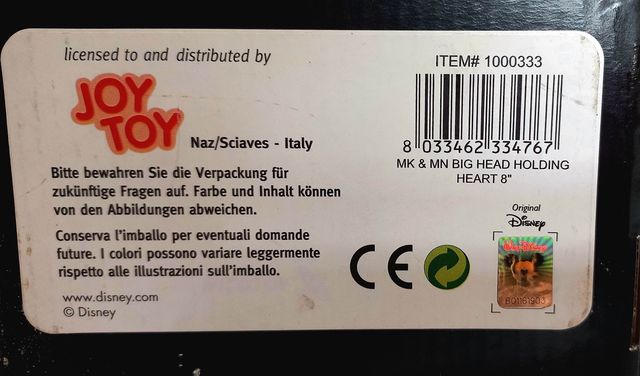 licensed to and distributed by
JOY
TOY
Naz/Sciaves - Italy
Bitte bewahren Sie die Verpackung für
zukünftige Fragen auf. Farbe und Inhalt können
von den Abbildungen abweichen.
Conserva l'imballo per eventuali domande
future. I colori possono variare leggermente
rispetto alle illustrazioni sull'imballo.
www.disney.com
© Disney
ITEM# 1000333
8 033462 334767
MK & MN BIG HEAD HOLDING
HEART 8"
CE
Original
Disney
Walt Disney